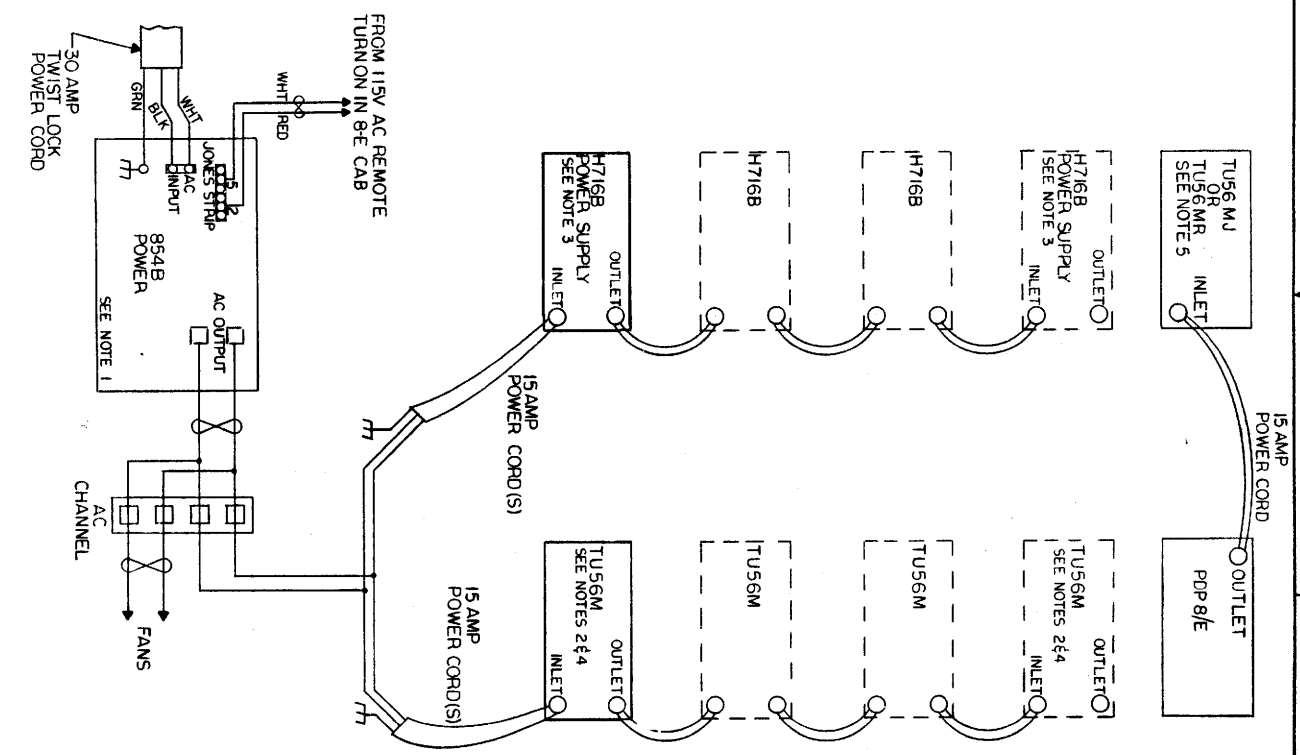 FROM 115V AC REMOTE
TURNON IN 8-E CAB
WHT
RED
30 AMP
TWIST LOCK
POWER CORD
GRN
BLK
WHT
JONES STRIP
5
2
AC
INPUT
854B
POWER
AC OUTPUT
SEE NOTE 1
AC
CHANNEL
FANS
H716B
POWER SUPPLY
SEE NOTE 3
INLET
OUTLET
H716B
H716B
H716B
POWER SUPPLY
SEE NOTE 3
INLET
OUTLET
TU56 MJ
OR
TU56 MR
SEE NOTE 5
INLET
15 AMP
POWER CORD
15 AMP
POWER CORD(S)
15 AMP
POWER CORD(S)
TU56M
SEE NOTES 2&4
INLET
OUTLET
TU56M
TU56M
TU56M
SEE NOTES 2&4
INLET
OUTLET
OUTLET
PDP8/E